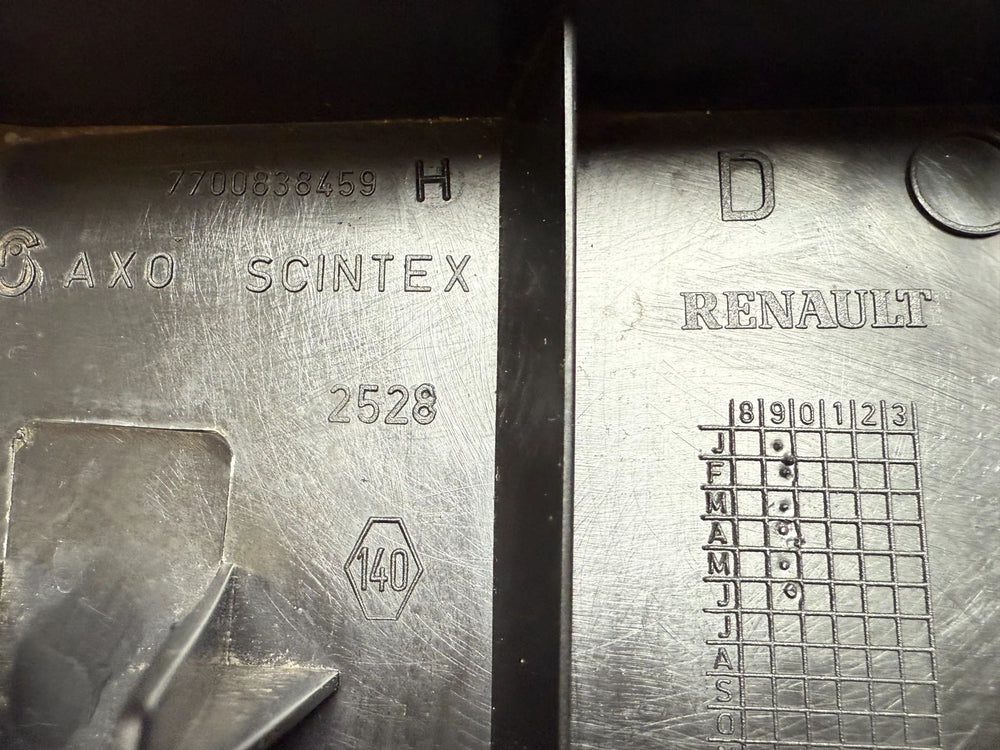 7700838459 H
AXO SCINTEX
2528
140
D
RENAULT
8 9 0 1 2 3
J
F
M
A
M
J
J
A
S
O